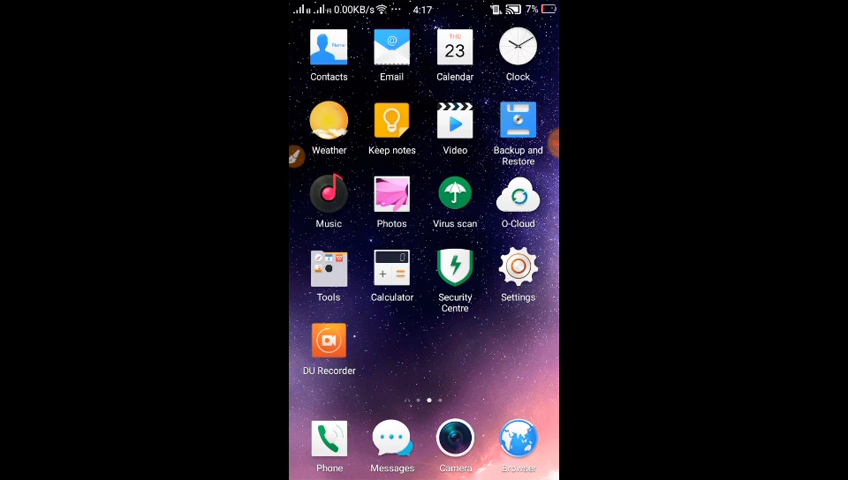 0.00KB/s ... 4:17 7%
Name
@
THU
23
Contacts Email Calendar Clock
Weather Keep notes Video Backup and
Restore
Music Photos Virus scan O-Cloud
0
+ =
Tools Calculator Security
Centre Settings
DU Recorder
Phone Messages Camera Browser